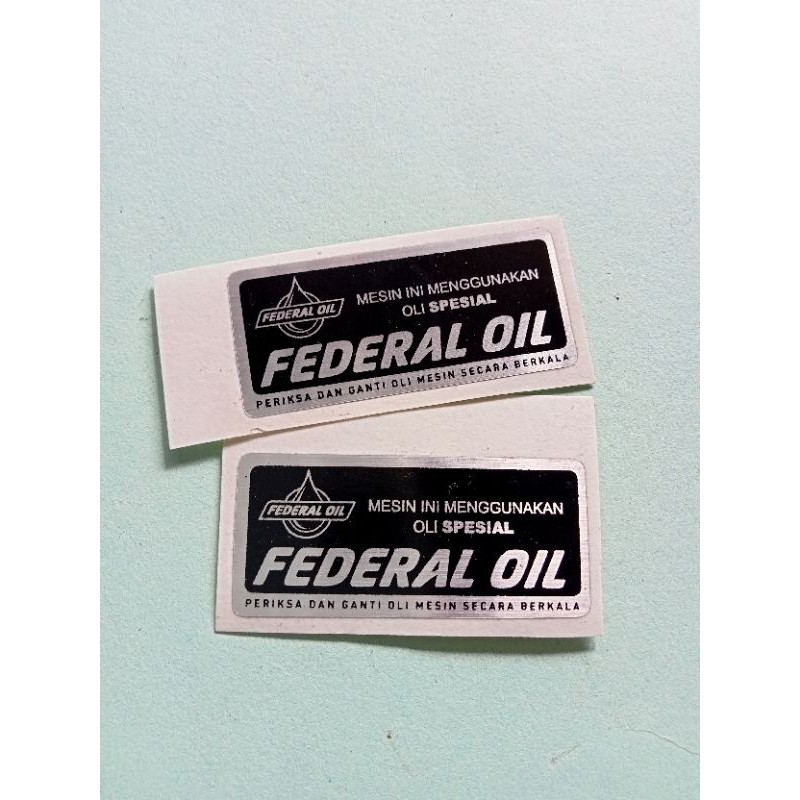 FEDERAL OIL
MESIN INI MENGGUNAKAN
OLI SPESIAL
FEDERAL OIL
PERIKSA DAN GANTI OLI MESIN SECARA BERKALA
FEDERAL OIL
MESIN INI MENGGUNAKAN
OLI SPESIAL
FEDERAL OIL
PERIKSA DAN GANTI OLI MESIN SECARA BERKALA